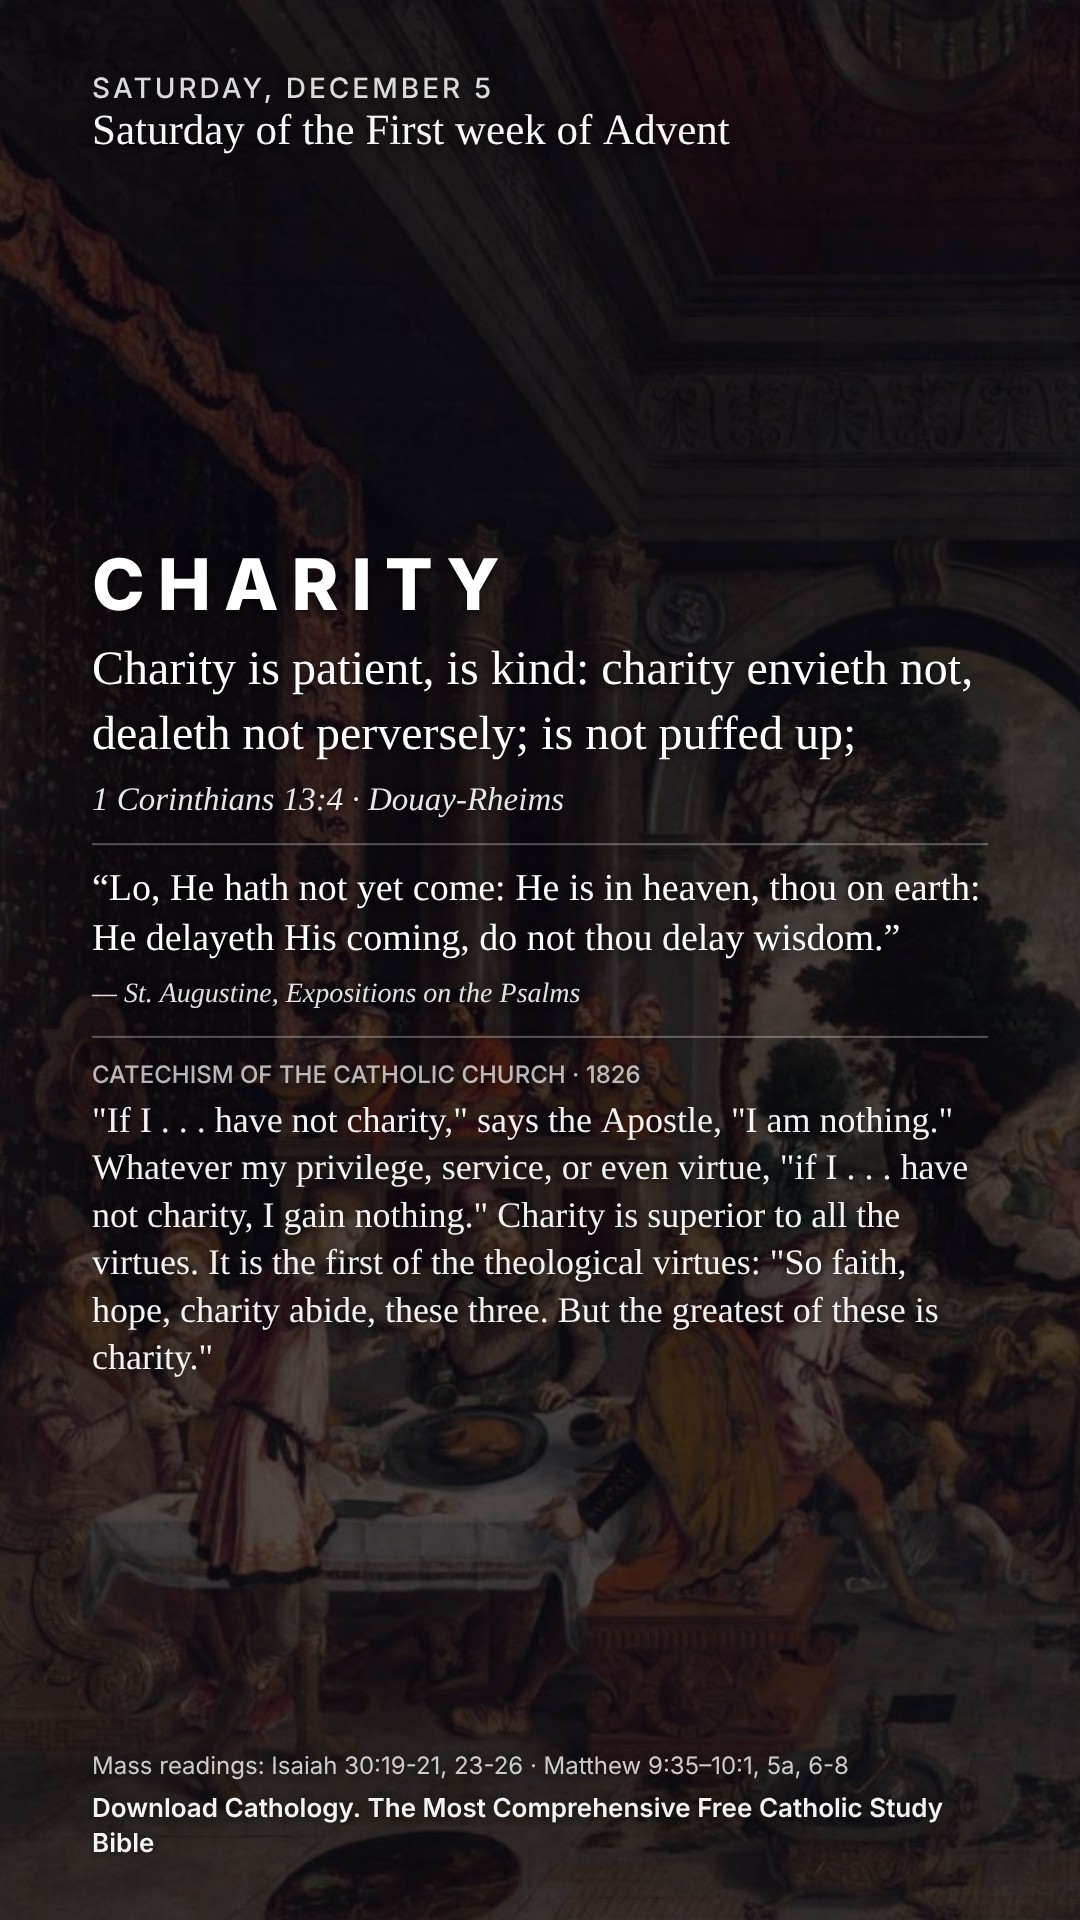 SATURDAY, DECEMBER 5
Saturday of the First week of Advent
CHARITY
Charity is patient, is kind: charity envieth not,
dealeth not perversely; is not puffed up;
1 Corinthians 13:4 · Douay-Rheims
“Lo, He hath not yet come: He is in heaven, thou on earth:
He delayeth His coming, do not thou delay wisdom.”
— St. Augustine, Expositions on the Psalms
CATECHISM OF THE CATHOLIC CHURCH · 1826
"If I . . . have not charity," says the Apostle, "I am nothing."
Whatever my privilege, service, or even virtue, "if I . . . have
not charity, I gain nothing." Charity is superior to all the
virtues. It is the first of the theological virtues: "So faith,
hope, charity abide, these three. But the greatest of these is
charity."
Mass readings: Isaiah 30:19-21, 23-26 · Matthew 9:35–10:1, 5a, 6-8
Download Cathology. The Most Comprehensive Free Catholic Study
Bible